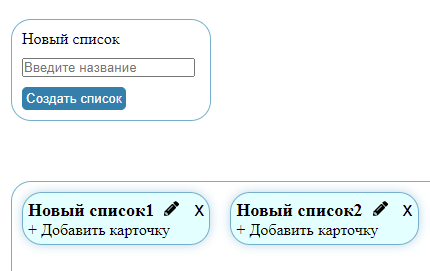 Новый список
Введите название
Создать список
Новый список1 X
+ Добавить карточку
Новый список2 X
+ Добавить карточку